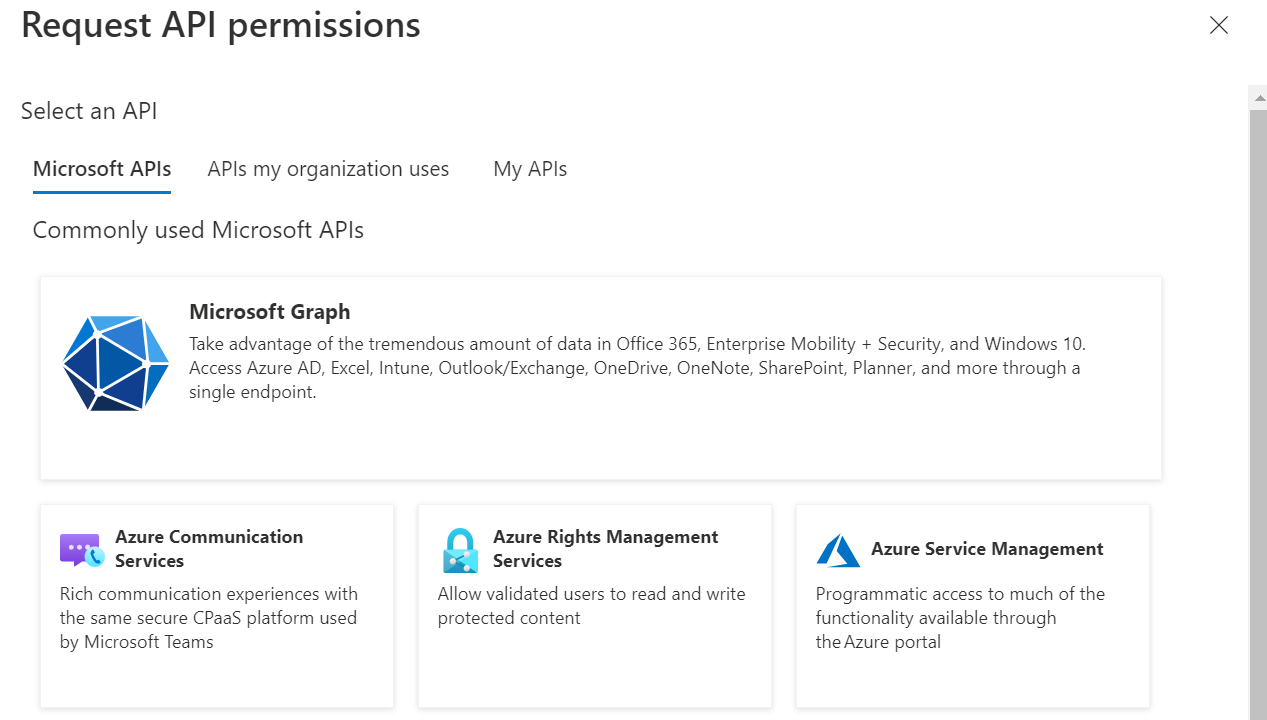 Request API permissions
Select an API
Microsoft APIs
APIs my organization uses
My APIs
Commonly used Microsoft APIs
Microsoft Graph
Take advantage of the tremendous amount of data in Office 365, Enterprise Mobility + Security, and Windows 10.
Access Azure AD, Excel, Intune, Outlook/Exchange, OneDrive, OneNote, SharePoint, Planner, and more through a
single endpoint.
Azure Communication
Services
Rich communication experiences with
the same secure CPaaS platform used
by Microsoft Teams
Azure Rights Management
Services
Allow validated users to read and write
protected content
Azure Service Management
Programmatic access to much of the
functionality available through
the Azure portal